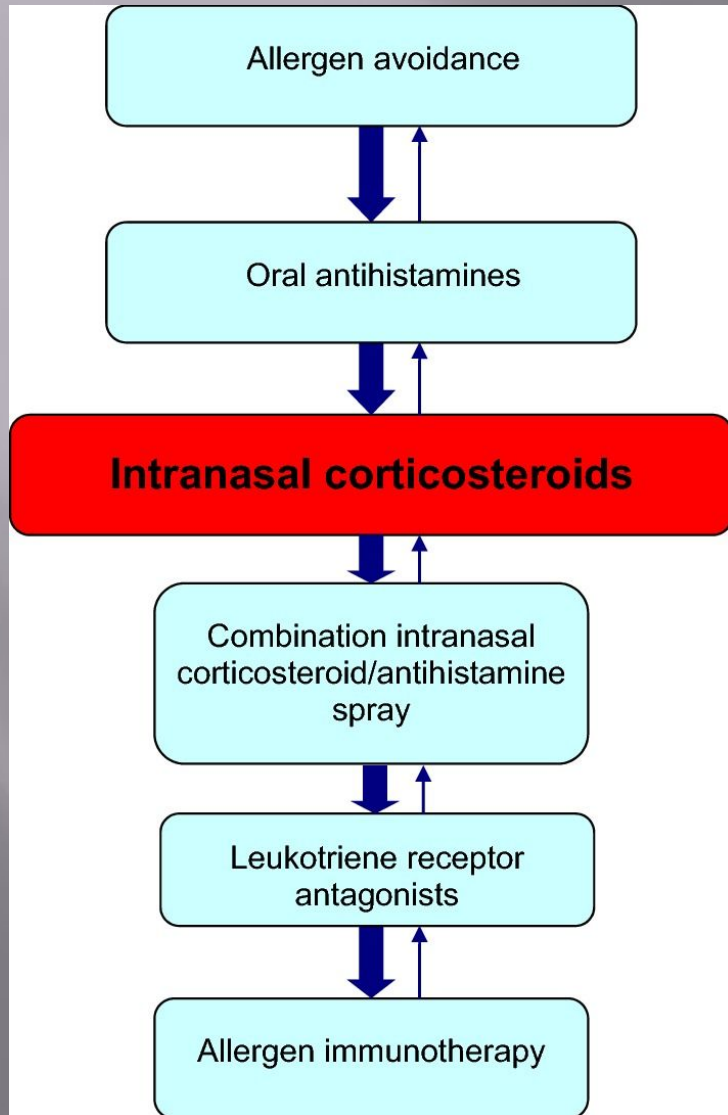 Allergen avoidance
Oral antihistamines
Intranasal corticosteroids
Combination intranasal
corticosteroid/antihistamine
spray
Leukotriene receptor
antagonists
Allergen immunotherapy